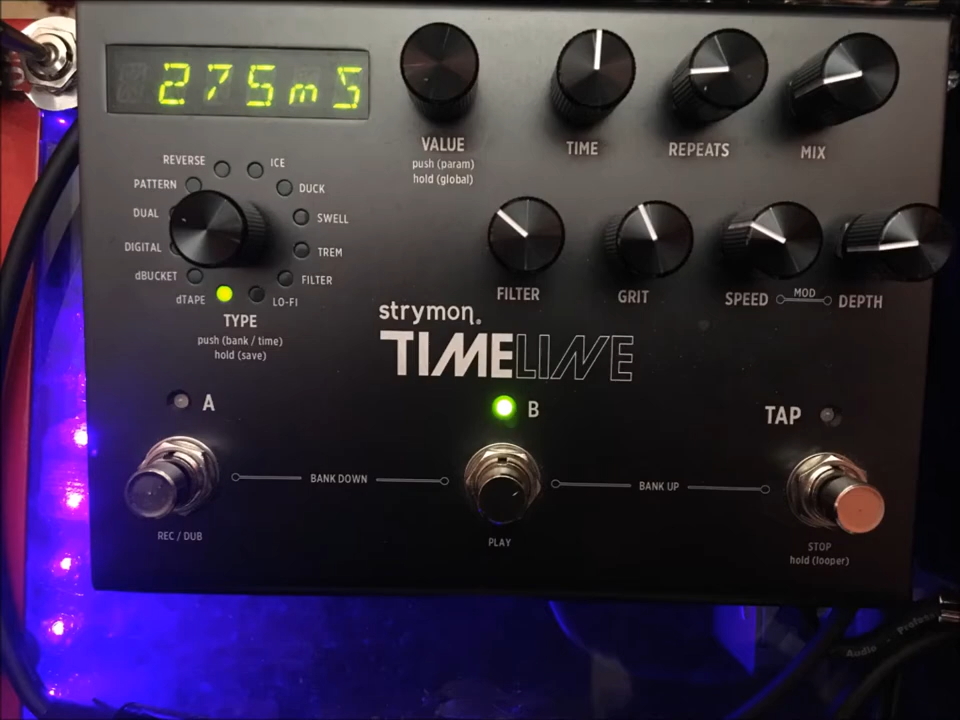 275mS
VALUE
push (param)
hold (global)
TIME
REPEATS
MIX
REVERSE
ICE
PATTERN
DUCK
DUAL
SWELL
DIGITAL
TREM
dBUCKET
FILTER
dTAPE
LO-FI
TYPE
push (bank / time)
hold (save)
FILTER
GRIT
SPEED
MOD
DEPTH
strymon.
TIMELINE
A
B
TAP
BANK DOWN
BANK UP
REC / DUB
PLAY
STOP
hold (looper)
Audio